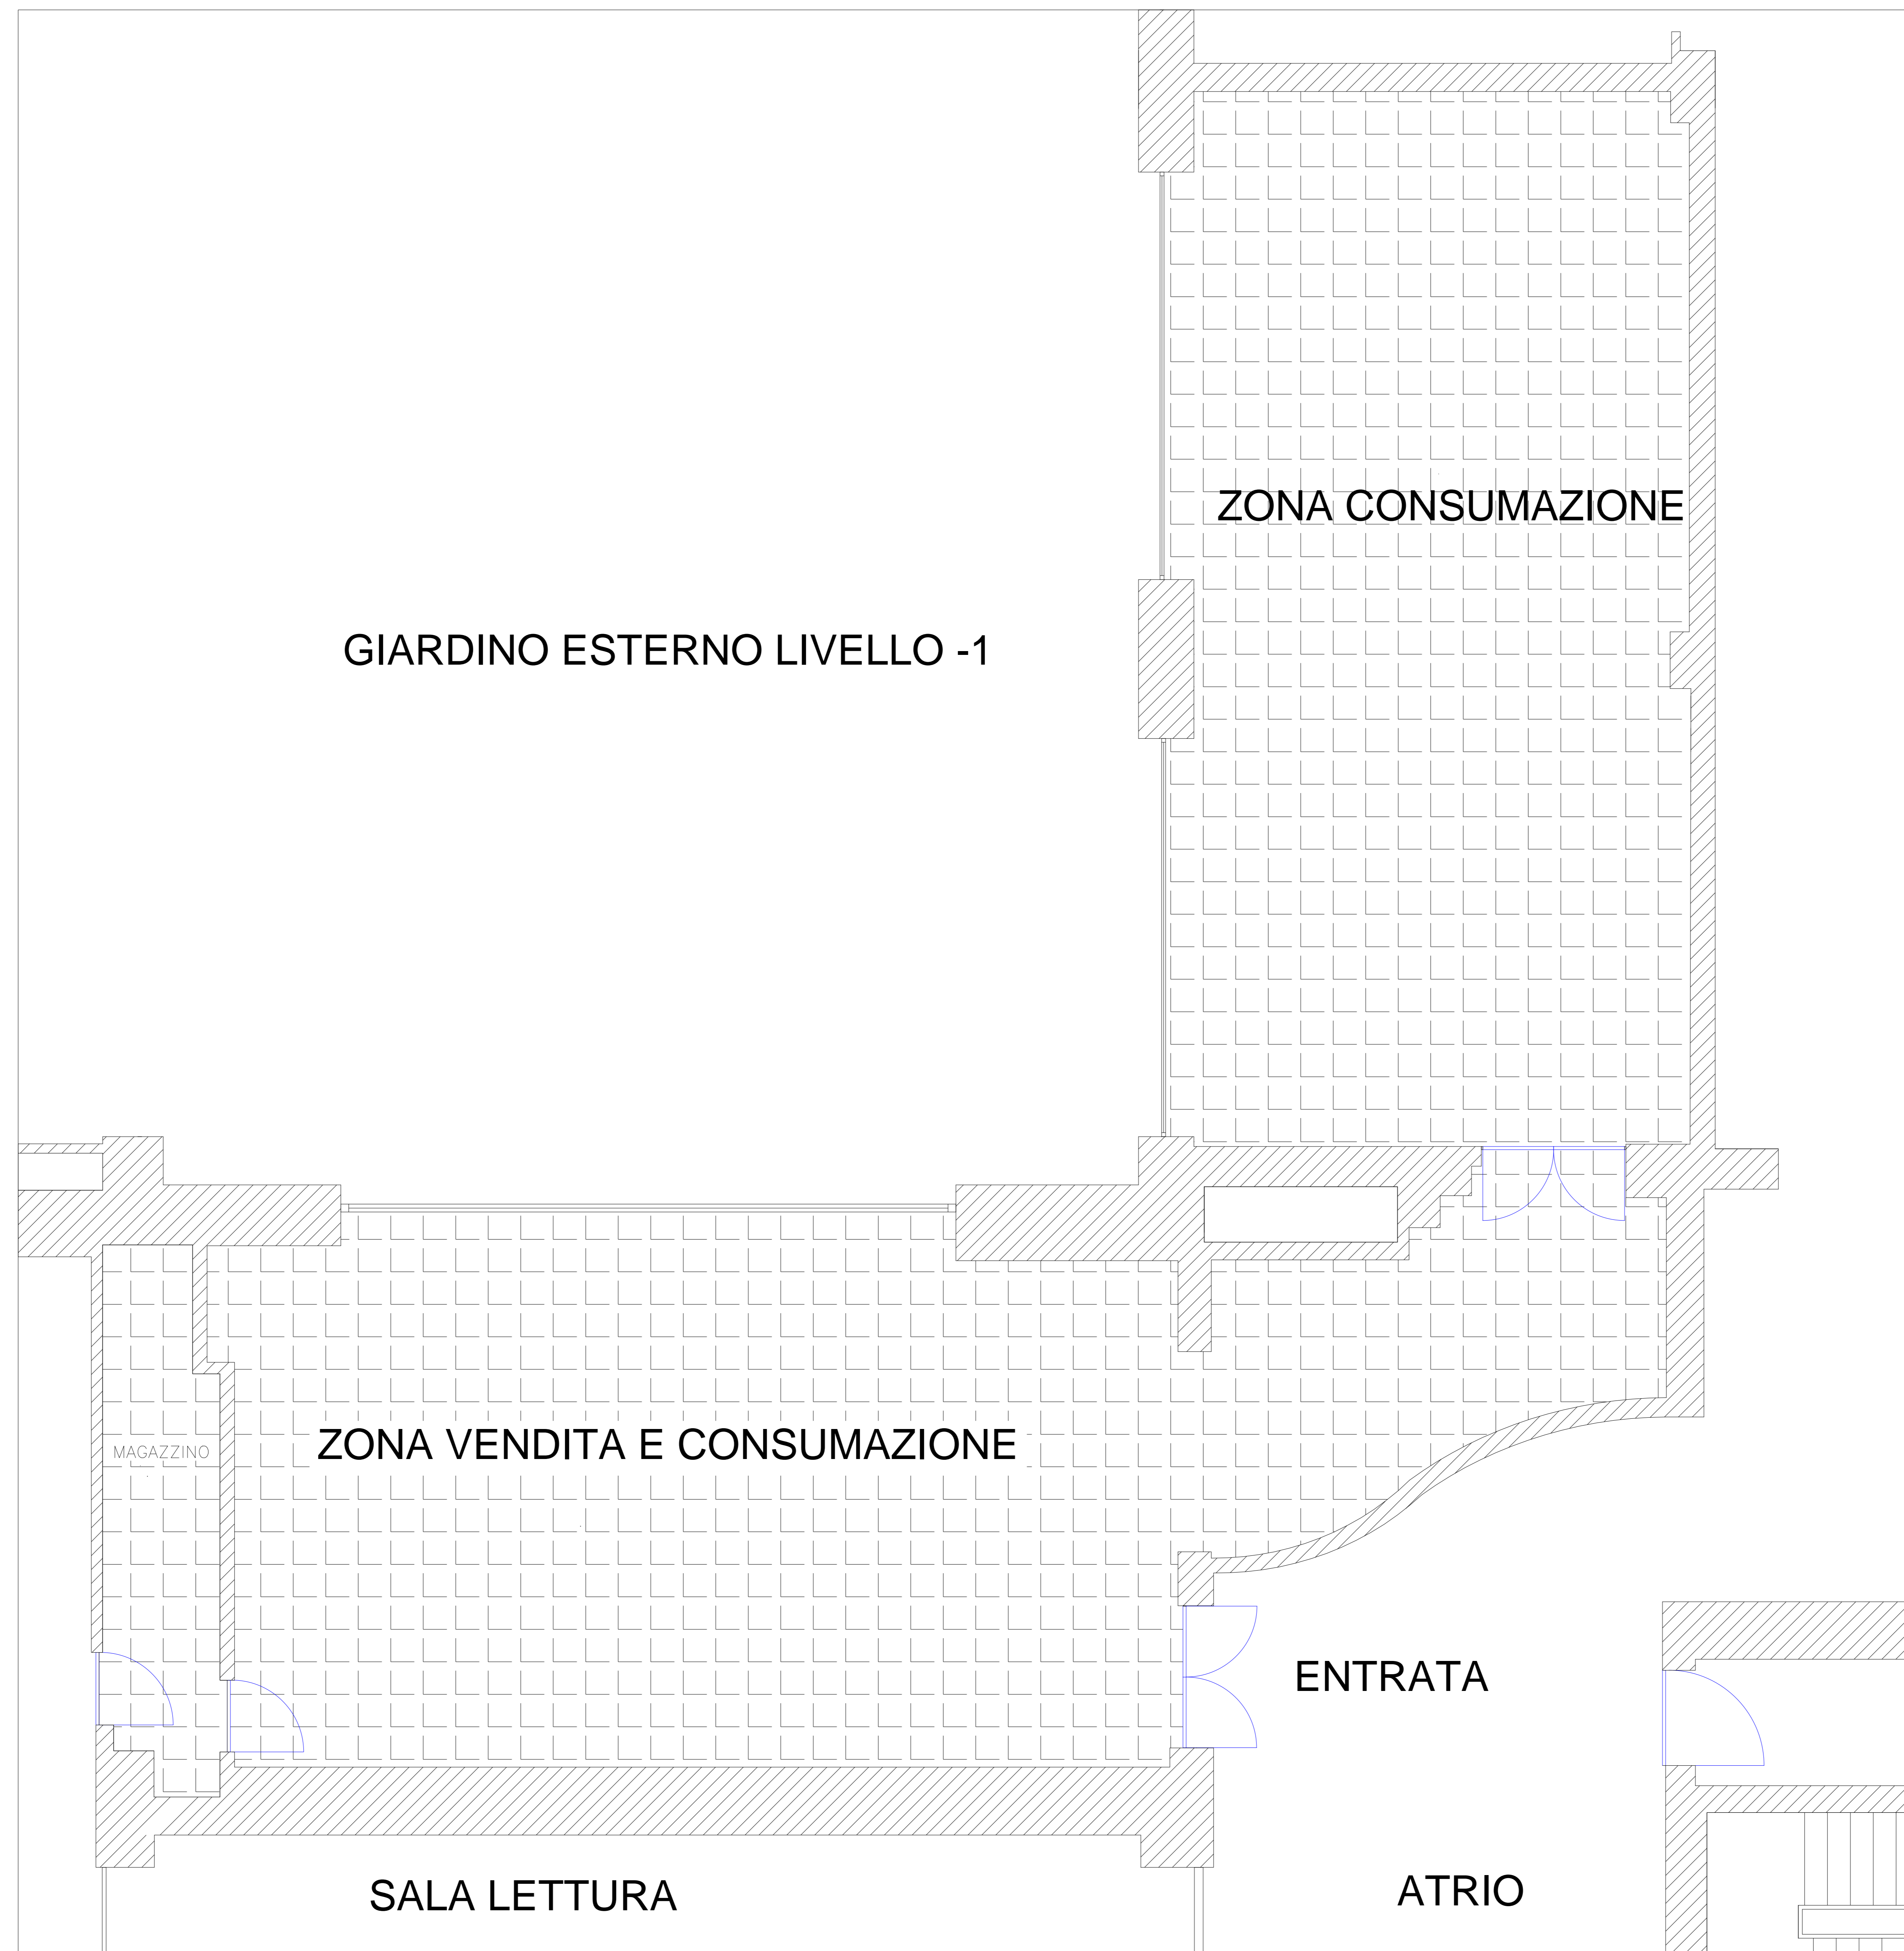 ZONA CONSUMAZIONE
GIARDINO ESTERNO LIVELLO -1
ZONA VENDITA E CONSUMAZIONE
MAGAZZINO
ENTRATA
SALA LETTURA
ATRIO